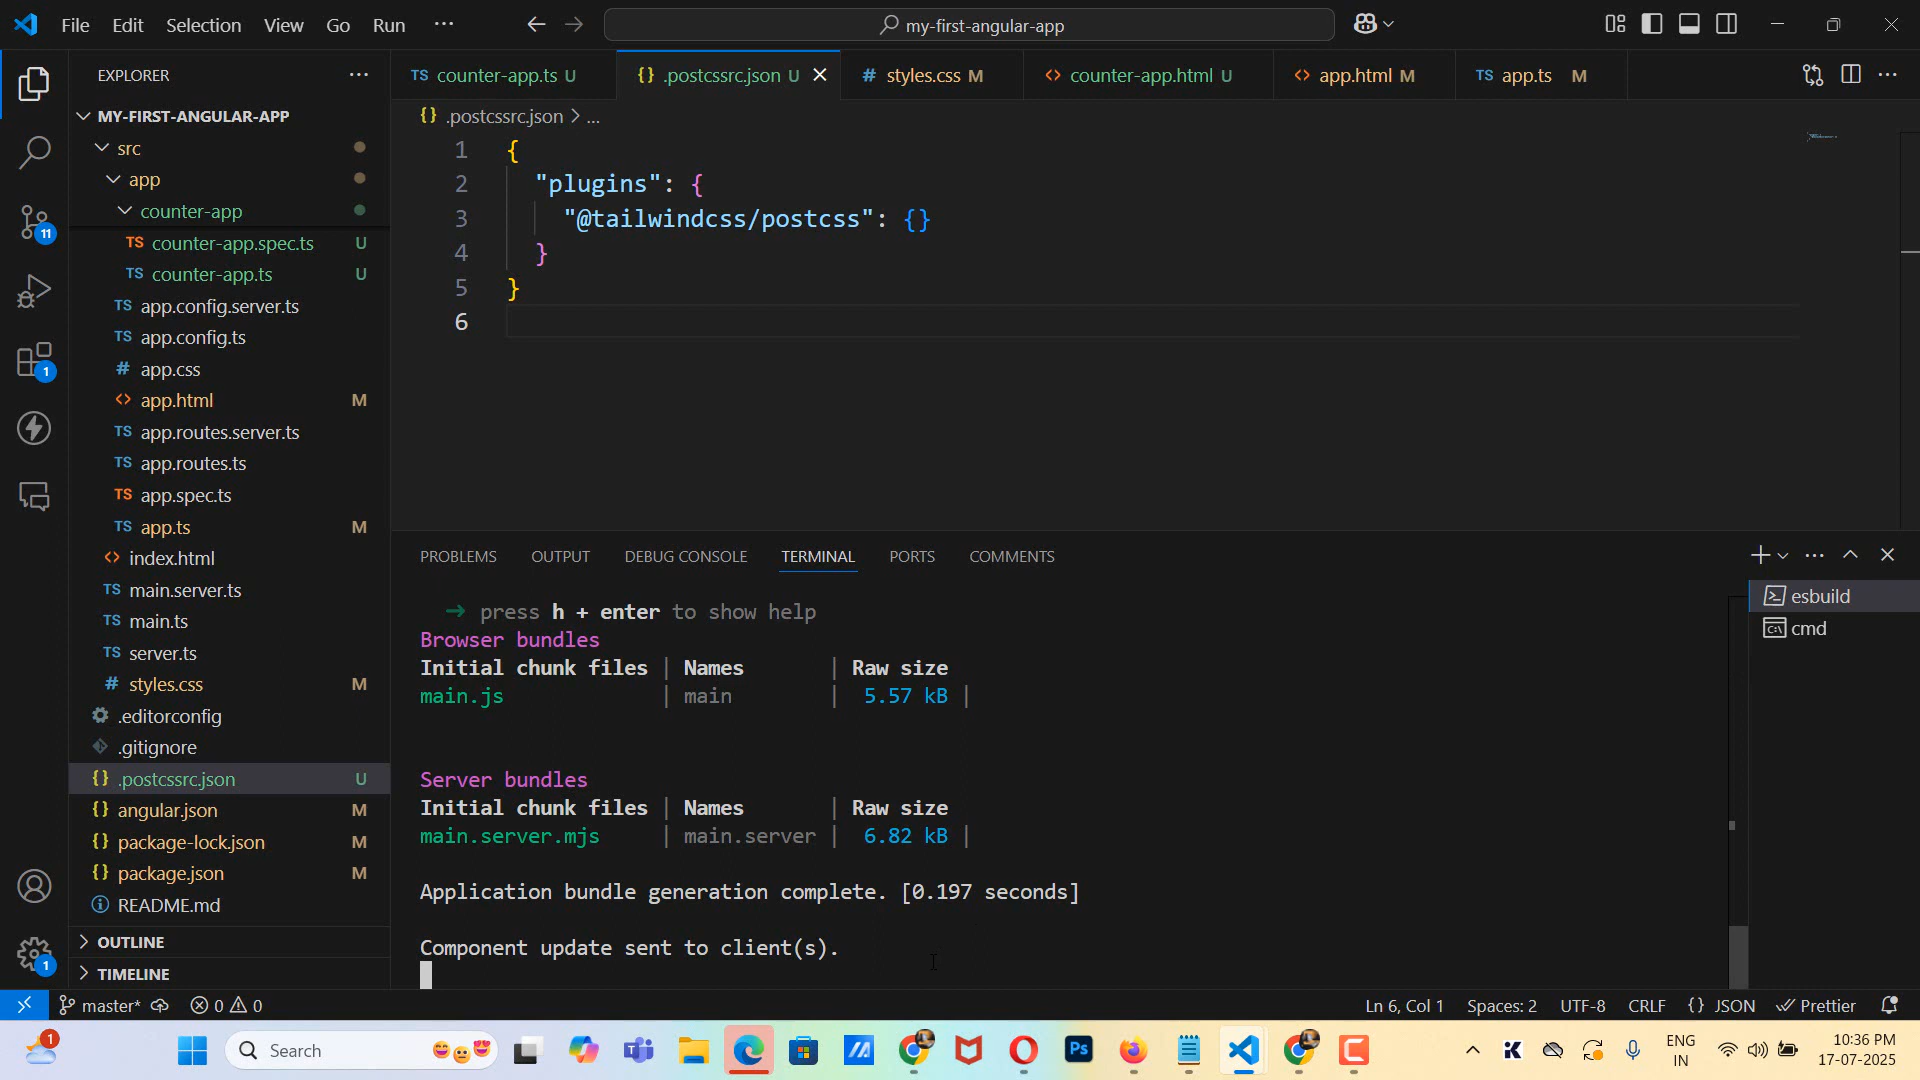 File Edit Selection View Go Run ··· my-first-angular-app
EXPLORER ···
counter-app.ts U
.postcssrc.json U
styles.css M
counter-app.html U
app.html M
TS app.ts M
.postcssrc.json > ...
MY-FIRST-ANGULAR-APP
src
app
counter-app
TS counter-app.spec.ts U
TS counter-app.ts U
TS app.config.server.ts
TS app.config.ts
# app.css
<> app.html M
TS app.routes.server.ts
TS app.routes.ts
TS app.spec.ts
TS app.ts M
<> index.html
TS main.server.ts
TS main.ts
TS server.ts
# styles.css M
.editorconfig
.gitignore
{} .postcssrc.json U
{} angular.json M
{} package-lock.json M
{} package.json M
README.md
OUTLINE
TIMELINE
11
1
1
1 {
2 "plugins": {
3 "@tailwindcss/postcss": {}
4 }
5 }
6
PROBLEMS OUTPUT DEBUG CONSOLE TERMINAL PORTS COMMENTS
esbuild
cmd
➜ press h + enter to show help
Browser bundles
Initial chunk files | Names | Raw size
main.js | main | 5.57 kB |
Server bundles
Initial chunk files | Names | Raw size
main.server.mjs | main.server | 6.82 kB |
Application bundle generation complete. [0.197 seconds]
Component update sent to client(s).
master* 0 0 Ln 6, Col 1 Spaces: 2 UTF-8 CRLF {} JSON Prettier
1 Search Ps ENG
IN
10:36 PM
17-07-2025